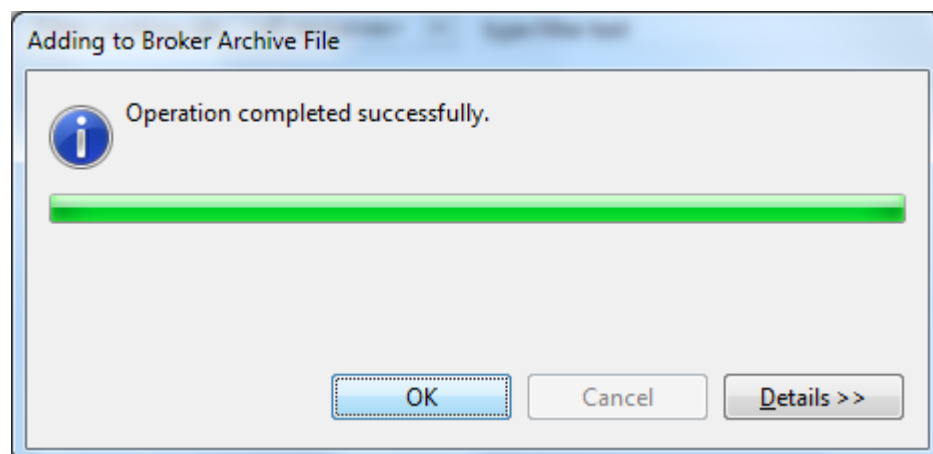 Adding to Broker Archive File
Operation completed successfully.
OK
Cancel
Details >>